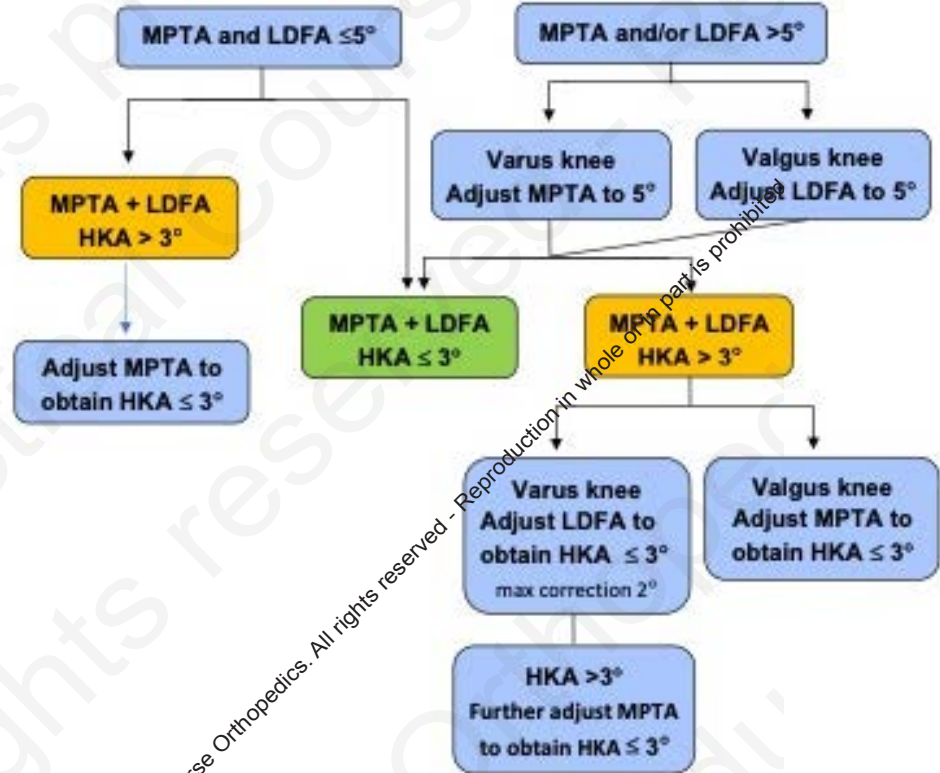 MPTA and LDFA ≤5°
MPTA and/or LDFA >5°
Varus knee
Adjust MPTA to 5°
Valgus knee
Adjust LDFA to 5°
MPTA + LDFA
HKA > 3°
MPTA + LDFA
HKA ≤ 3°
MPTA + LDFA
HKA > 3°
Adjust MPTA to
obtain HKA ≤ 3°
Varus knee
Adjust LDFA to
obtain HKA ≤ 3°
max correction 2°
Valgus knee
Adjust MPTA to
obtain HKA ≤ 3°
HKA >3°
Further adjust MPTA
to obtain HKA ≤ 3°
Orthopedics. All rights reserved - Reproduction in whole or in part is prohibited
rights reserved